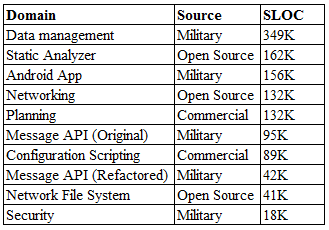 Domain Source SLOC
Data management Military 349K
Static Analyzer Open Source 162K
Android App Military 156K
Networking Open Source 132K
Planning Commercial 132K
Message API (Original) Military 95K
Configuration Scripting Commercial 89K
Message API (Refactored) Military 42K
Network File System Open Source 41K
Security Military 18K